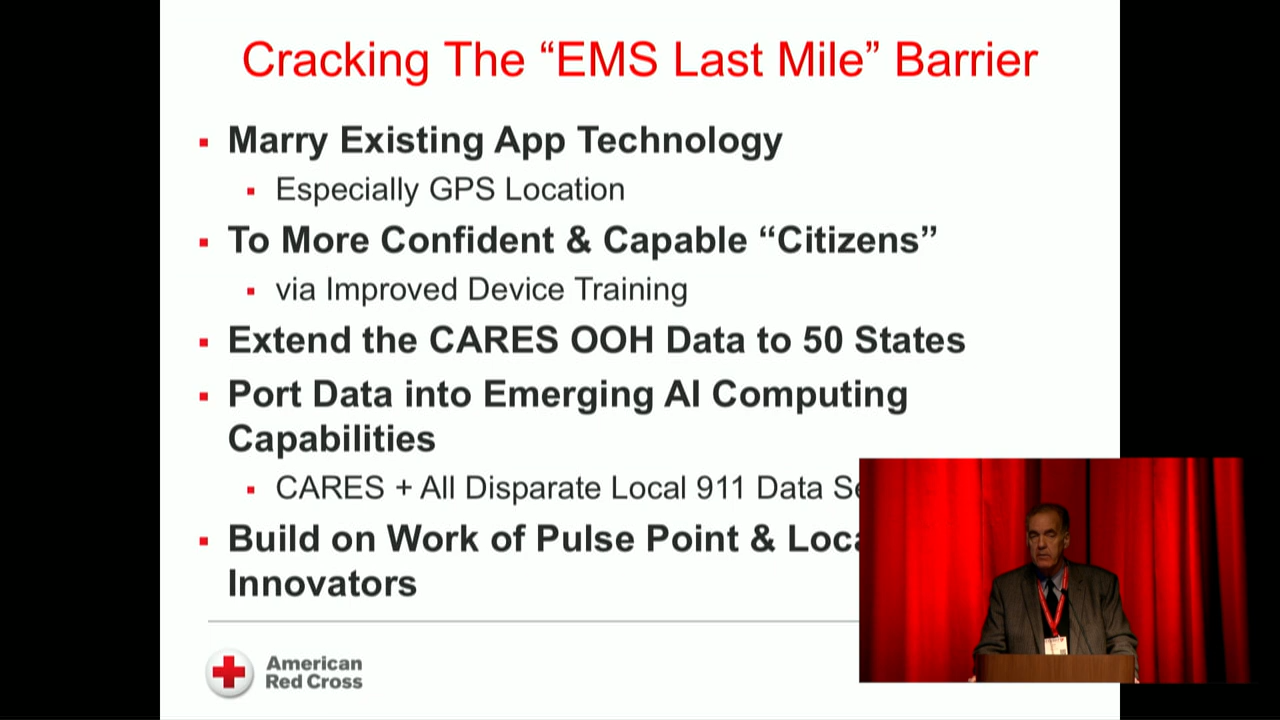 Cracking The “EMS Last Mile” Barrier
Marry Existing App Technology
Especially GPS Location
To More Confident & Capable “Citizens”
via Improved Device Training
Extend the CARES OOH Data to 50 States
Port Data into Emerging AI Computing
Capabilities
CARES + All Disparate Local 911 Data
Build on Work of Pulse Point &
Innovators
American
Red Cross